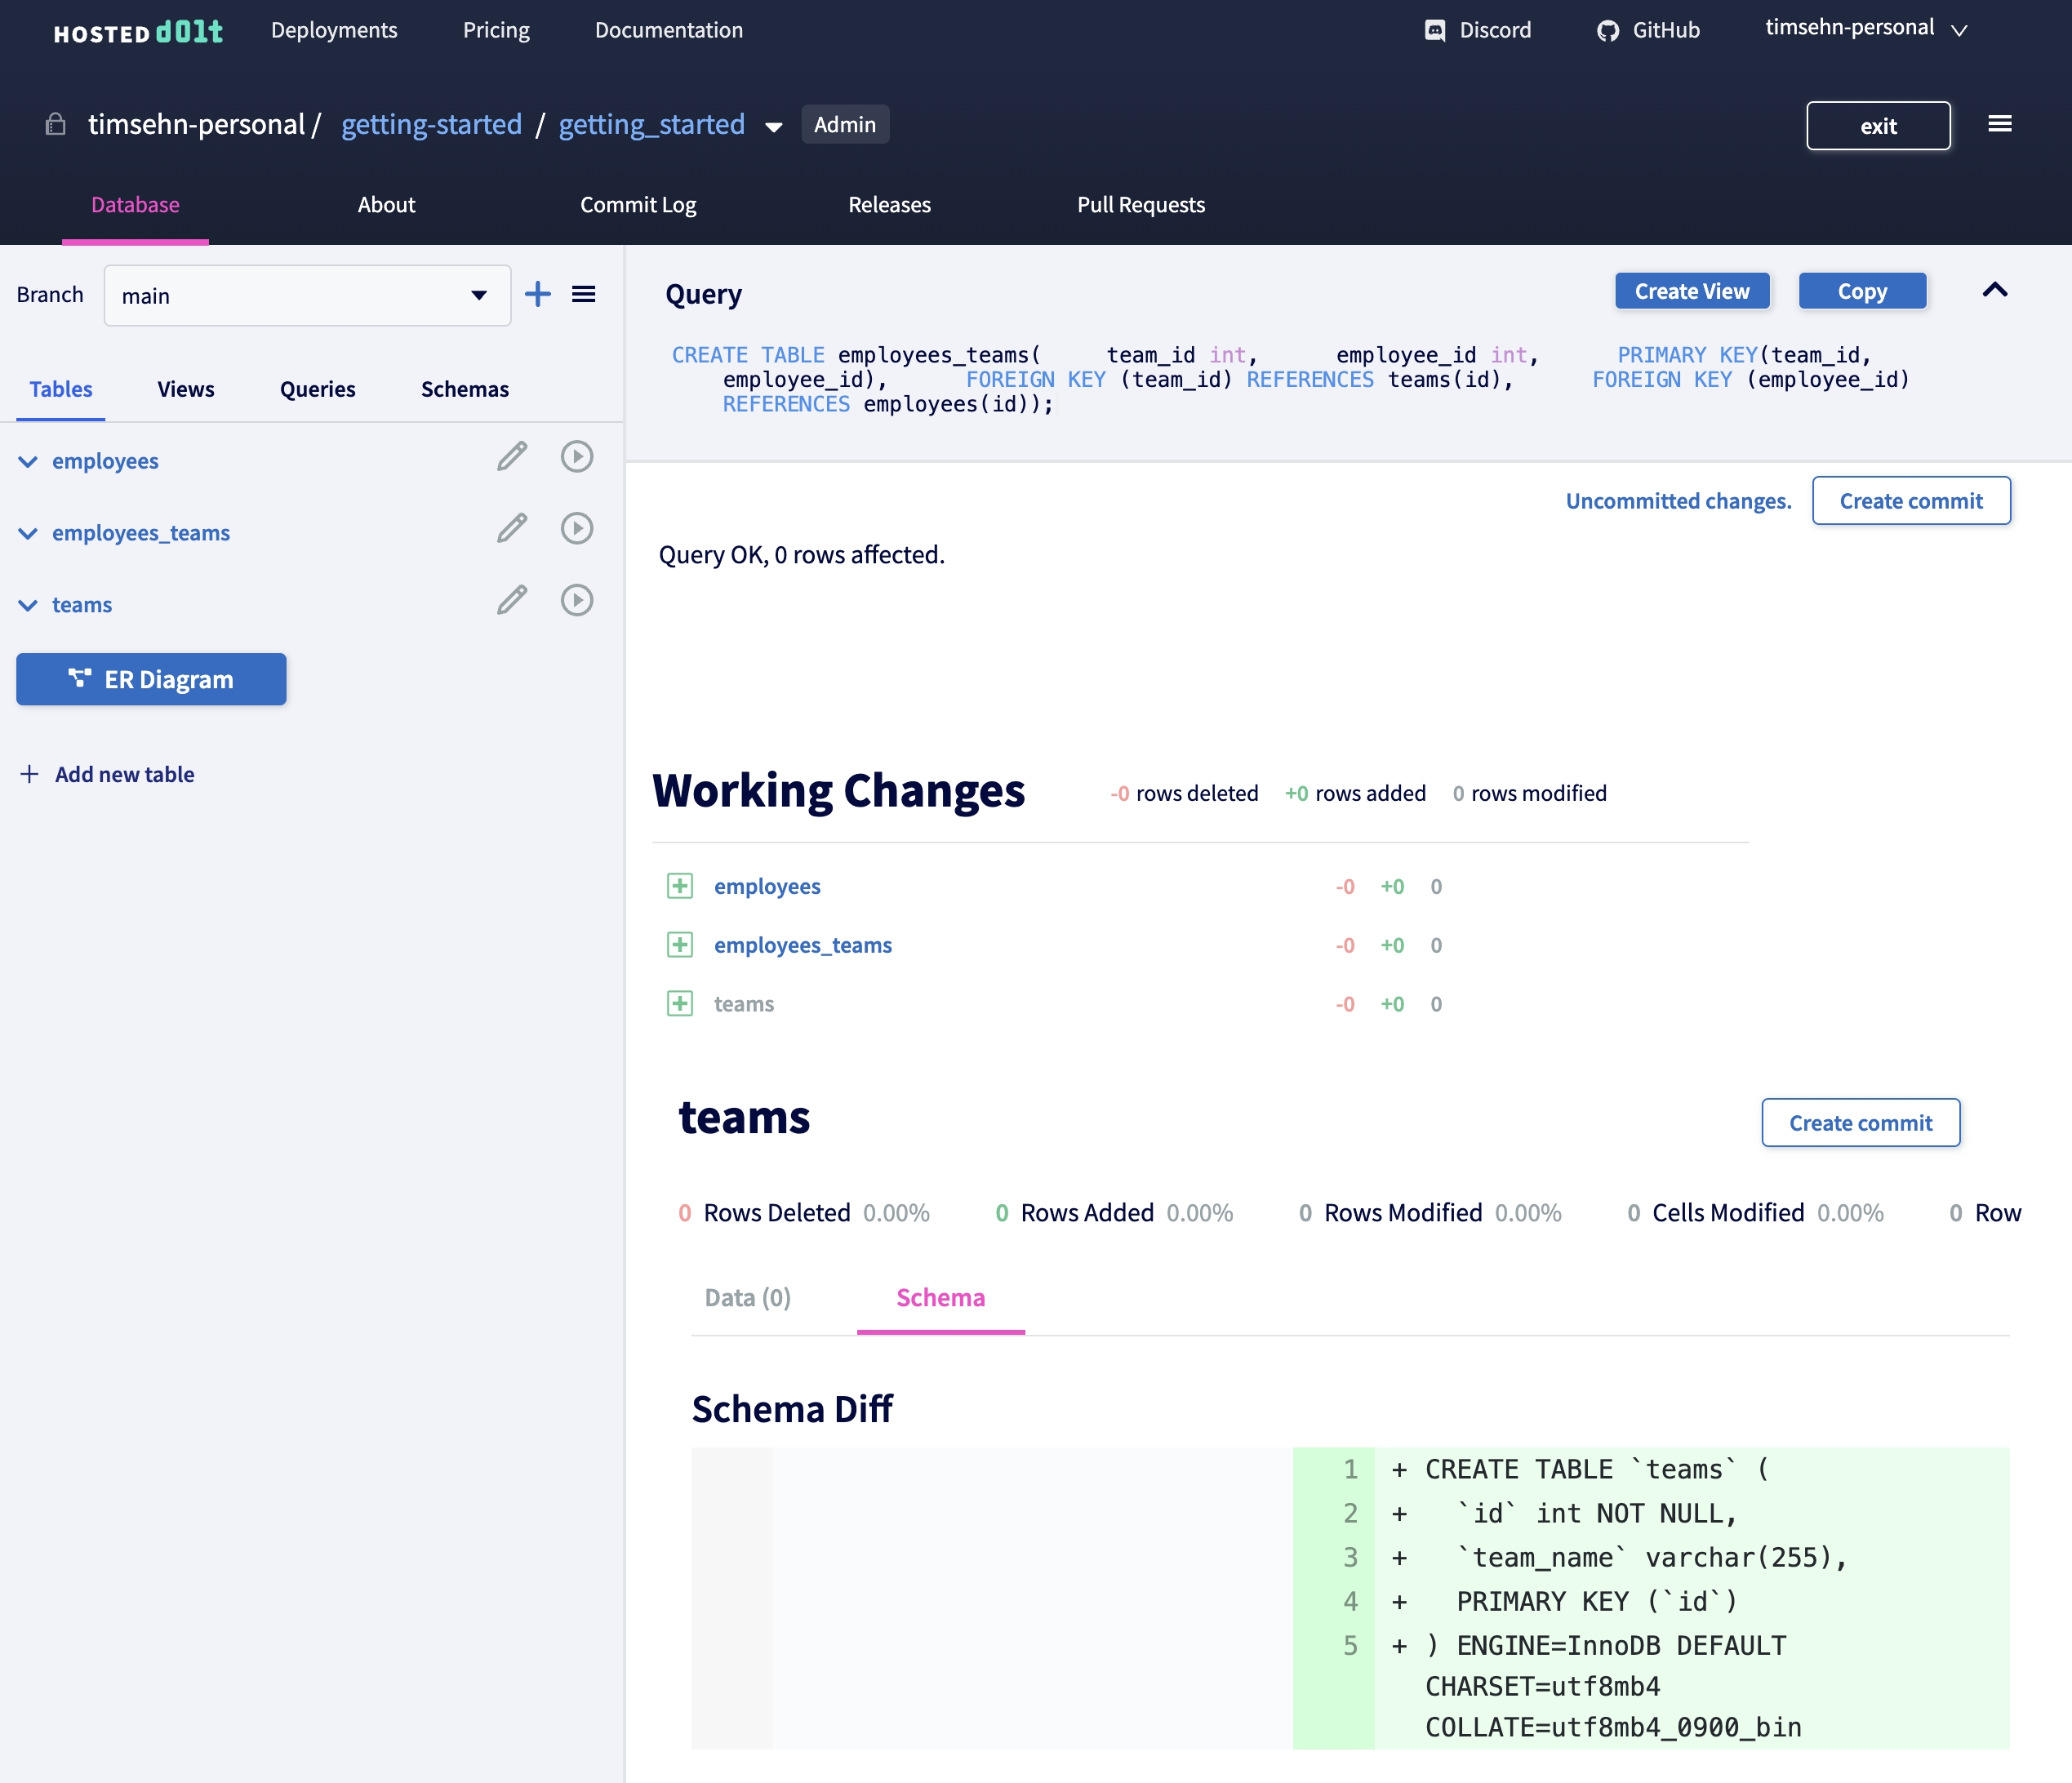 HOSTED dolt Deployments Pricing Documentation Discord GitHub timsehn-personal
timsehn-personal / getting-started / getting_started Admin exit
Database About Commit Log Releases Pull Requests
Branch main
Tables Views Queries Schemas
employees
employees_teams
teams
ER Diagram
Add new table
Query Create View Copy
CREATE TABLE employees_teams( team_id int, employee_id int, PRIMARY KEY(team_id,
employee_id), FOREIGN KEY (team_id) REFERENCES teams(id), FOREIGN KEY (employee_id)
REFERENCES employees(id));
Uncommitted changes. Create commit
Query OK, 0 rows affected.
Working Changes -0 rows deleted +0 rows added 0 rows modified
employees -0 +0 0
employees_teams -0 +0 0
teams -0 +0 0
teams Create commit
0 Rows Deleted 0.00% 0 Rows Added 0.00% 0 Rows Modified 0.00% 0 Cells Modified 0.00% 0 Row
Data (0) Schema
Schema Diff
1 + CREATE TABLE `teams` (
2 + `id` int NOT NULL,
3 + `team_name` varchar(255),
4 + PRIMARY KEY (`id`)
5 + ) ENGINE=InnoDB DEFAULT
CHARSET=utf8mb4
COLLATE=utf8mb4_0900_bin